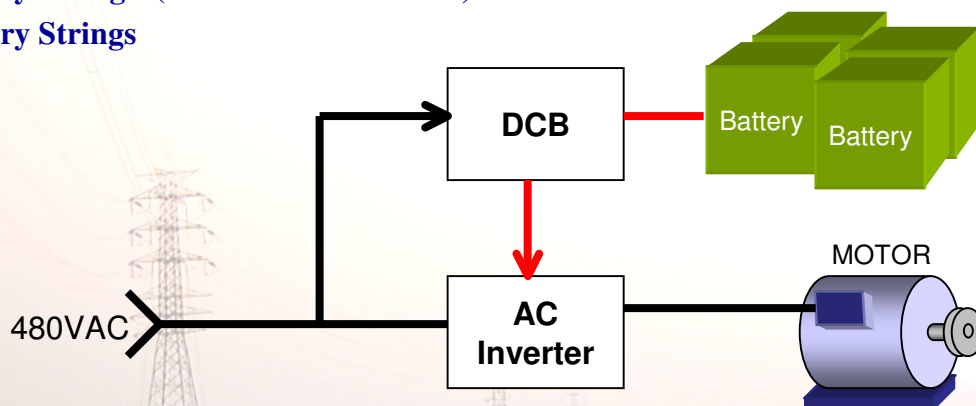 ry Strings
DCB
Battery
Battery
MOTOR
480VAC
AC
Inverter